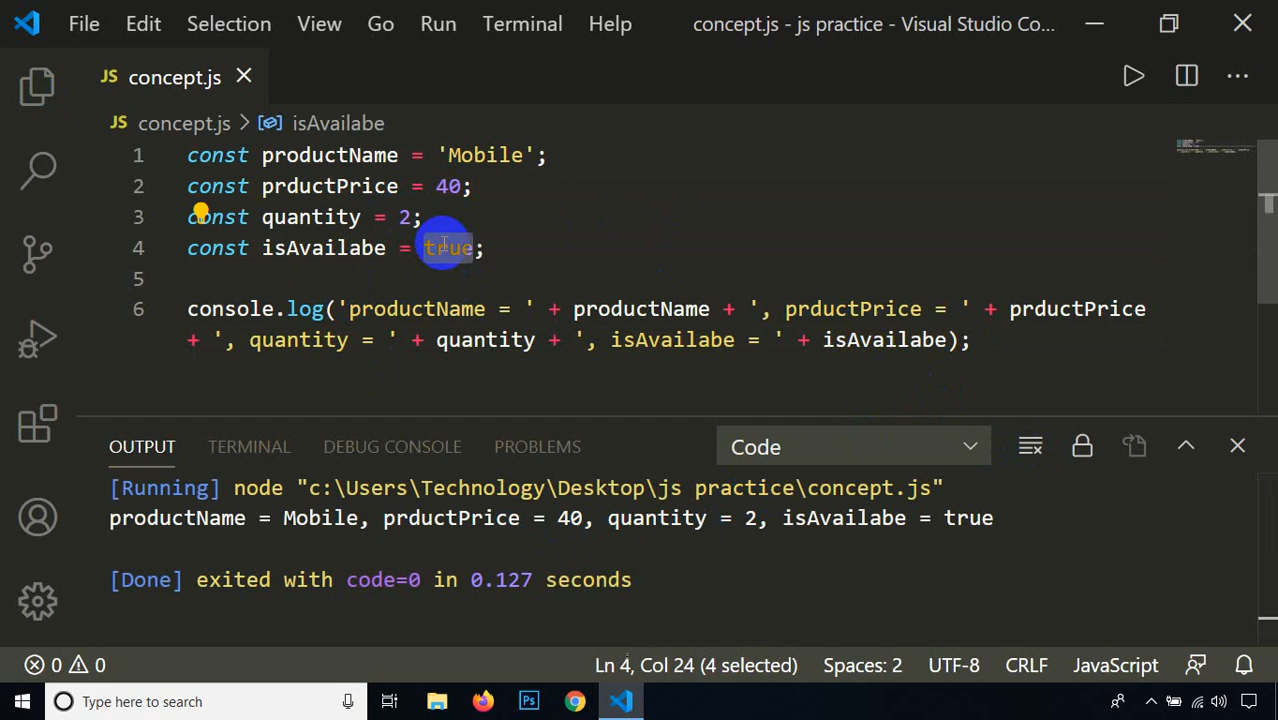 File Edit Selection View Go Run Terminal Help concept.js - js practice - Visual Studio Co...
JS concept.js
JS concept.js > isAvailabe
1 const productName = 'Mobile';
2 const prductPrice = 40;
3 const quantity = 2;
4 const isAvailabe = true;
5
6 console.log('productName = ' + productName + ', prductPrice = ' + prductPrice
+ ', quantity = ' + quantity + ', isAvailabe = ' + isAvailabe);
OUTPUT TERMINAL DEBUG CONSOLE PROBLEMS Code
[Running] node "c:\Users\Technology\Desktop\js practice\concept.js"
productName = Mobile, prductPrice = 40, quantity = 2, isAvailabe = true
[Done] exited with code=0 in 0.127 seconds
0 0 Ln 4, Col 24 (4 selected) Spaces: 2 UTF-8 CRLF JavaScript
Type here to search Ps